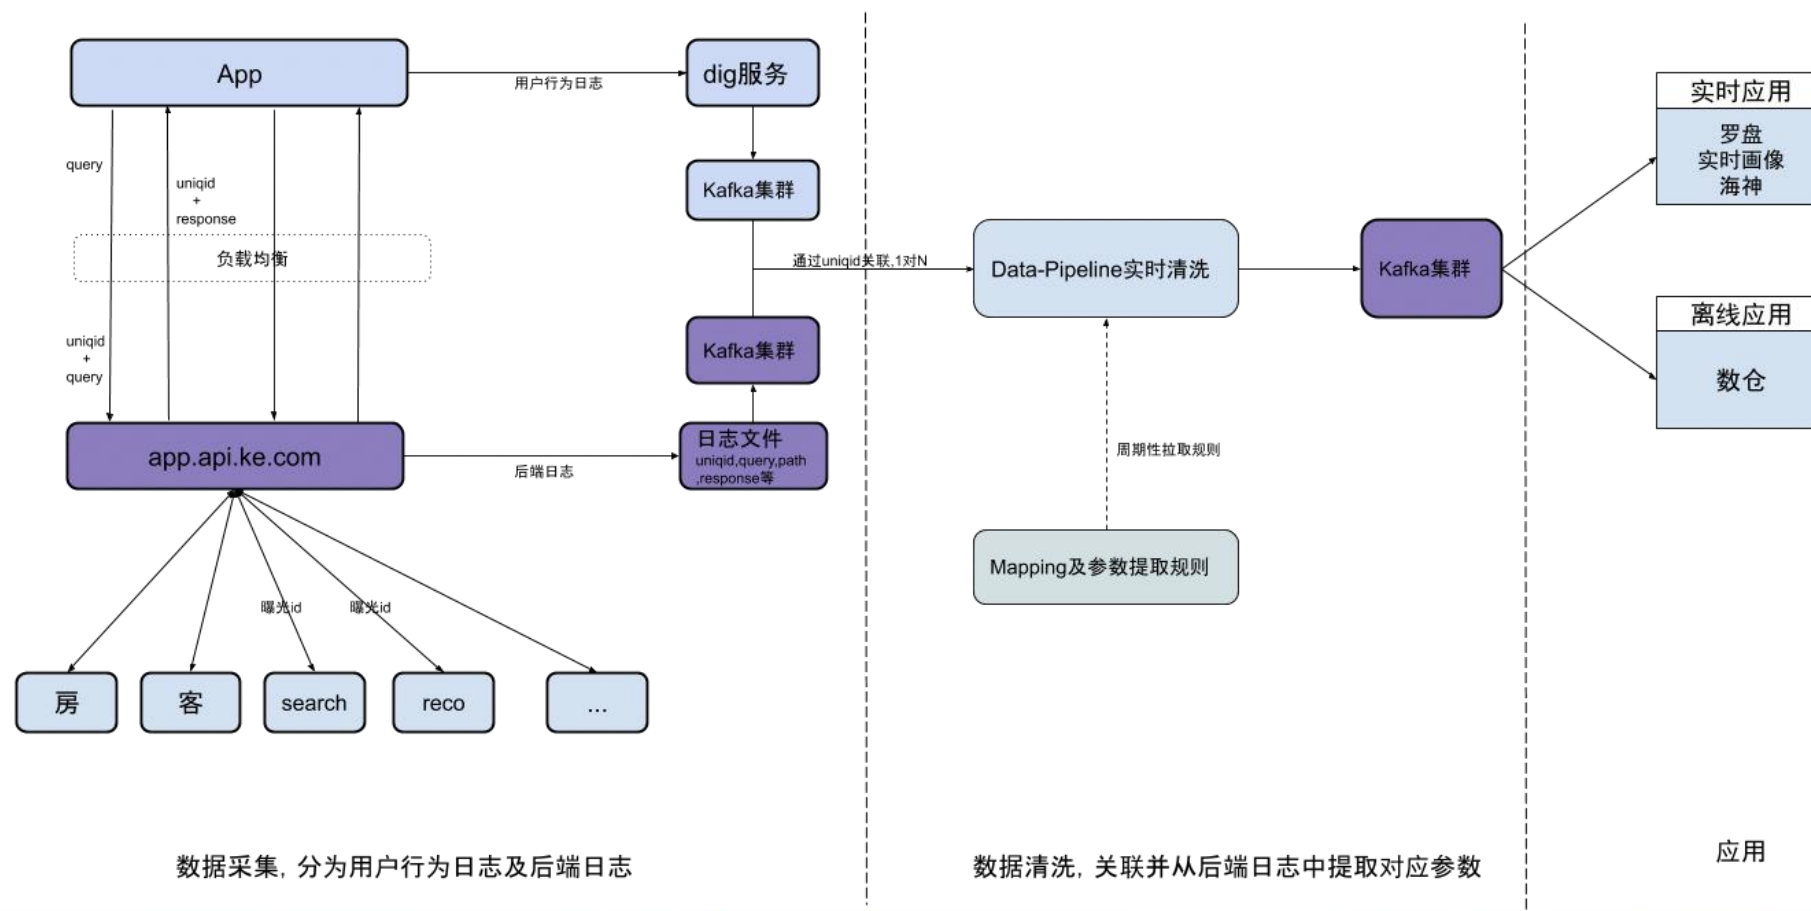 App
用户行为日志
dig服务
query
uniqid
+
response
负载均衡
uniqid
+
query
Kafka集群
通过uniqid关联,1对N
Kafka集群
app.api.ke.com
后端日志
日志文件
uniqid,query,path
,response等
曝光id
曝光id
房
客
search
reco
...
数据采集, 分为用户行为日志及后端日志
Data-Pipeline实时清洗
Kafka集群
周期性拉取规则
Mapping及参数提取规则
数据清洗, 关联并从后端日志中提取对应参数
实时应用
罗盘
实时画像
海神
离线应用
数仓
应用